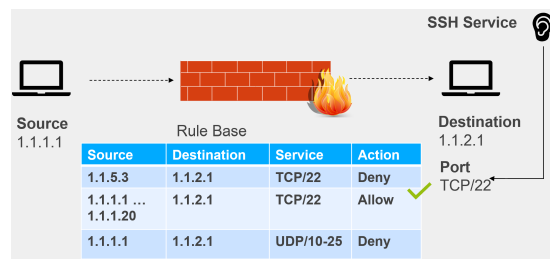 SSH Service
Source
1.1.1.1
Destination
1.1.2.1
Rule Base
Port
TCP/22
Source Destination Service Action
1.1.5.3 1.1.2.1 TCP/22 Deny
1.1.1.1 … 1.1.2.1 TCP/22 Allow
1.1.1.20
1.1.1.1 1.1.2.1 UDP/10-25 Deny